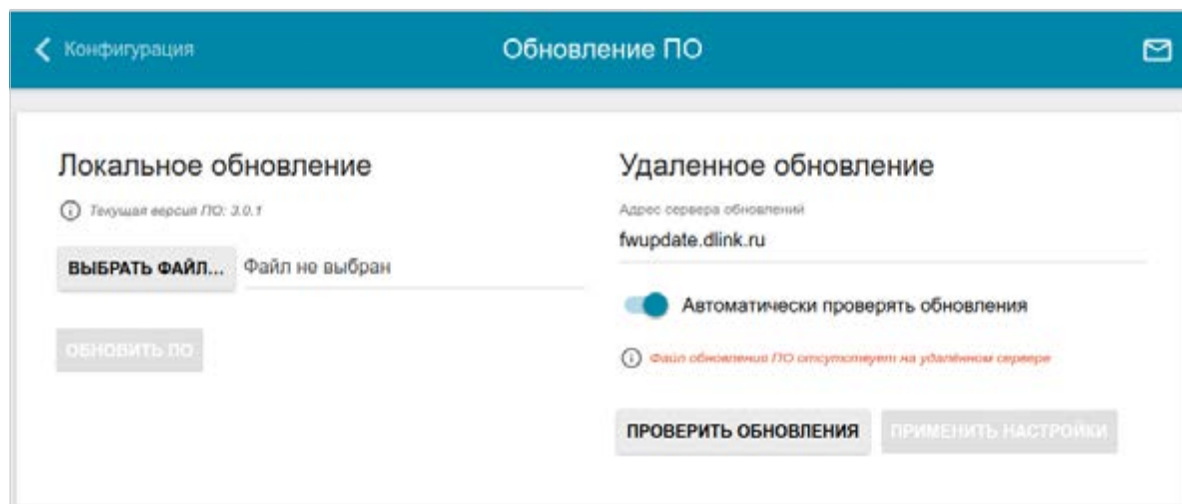 Конфигурация
Обновление ПО
Локальное обновление
Текущая версия ПО: 3.0.1
ВЫБРАТЬ ФАЙЛ... Файл не выбран
ОБНОВИТЬ ПО
Удаленное обновление
Адрес сервера обновлений
fwupdate.dlink.ru
Автоматически проверять обновления
Файл обновления ПО отсутствует на удалённом сервере
ПРОВЕРИТЬ ОБНОВЛЕНИЯ
ПРИМЕНИТЬ НАСТРОЙКИ